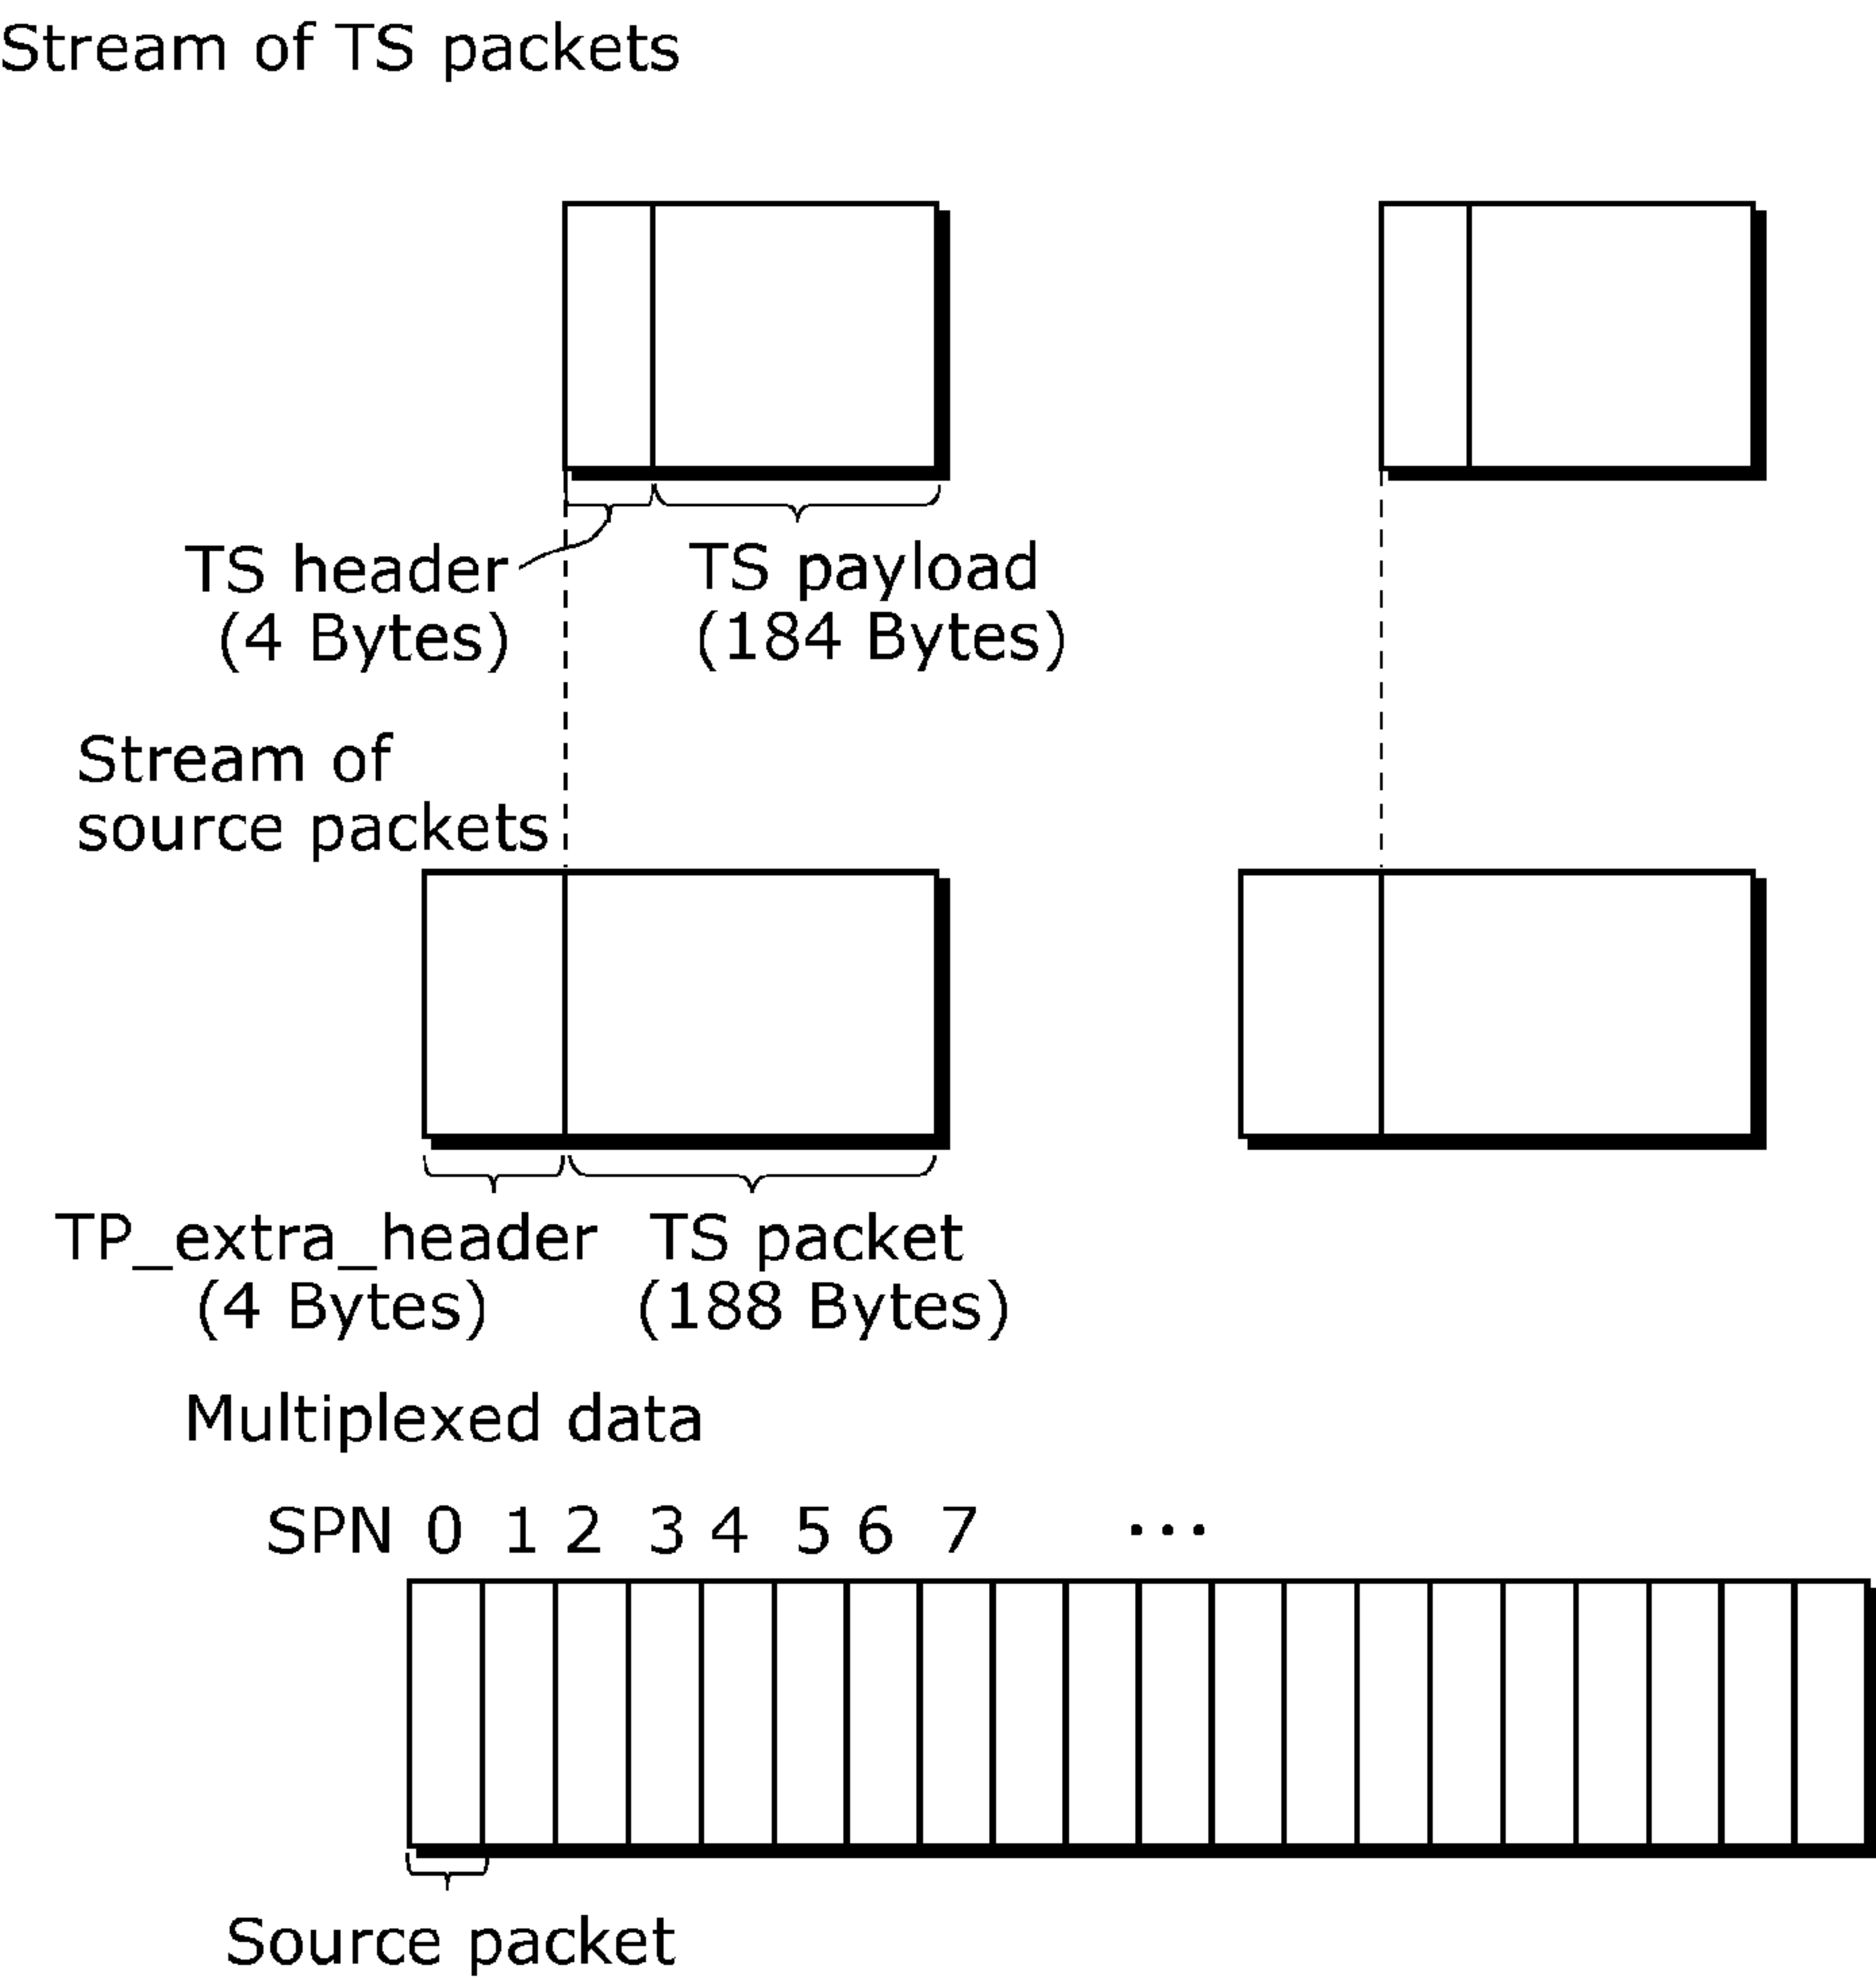 Stream of TS packets
TS header
(4 Bytes)
TS payload
(184 Bytes)
Stream of
source packets
TP_extra_header
(4 Bytes)
TS packet
(188 Bytes)
Multiplexed data
SPN 0 1 2 3 4 5 6 7 ...
Source packet